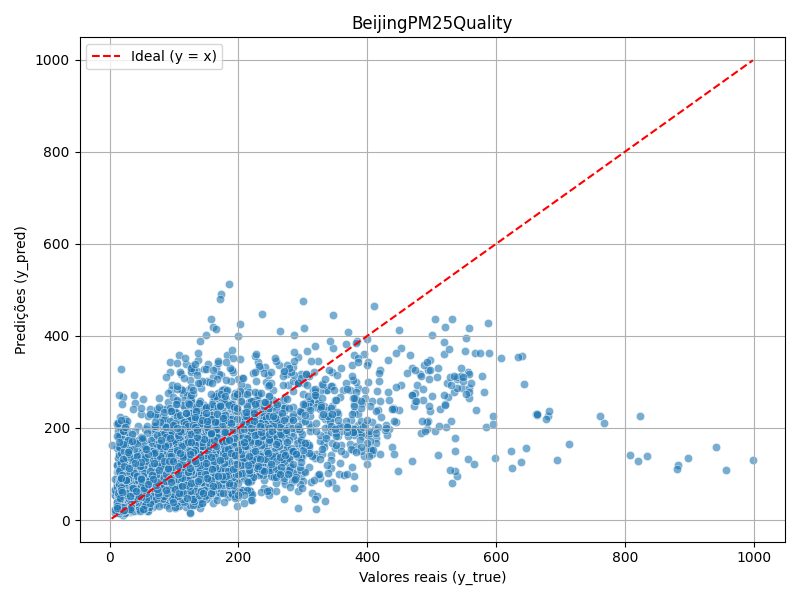 BeijingPM25Quality
Ideal (y = x)
1000
800
600
400
200
0
Predições (y_pred)
0 200 400 600 800 1000
Valores reais (y_true)